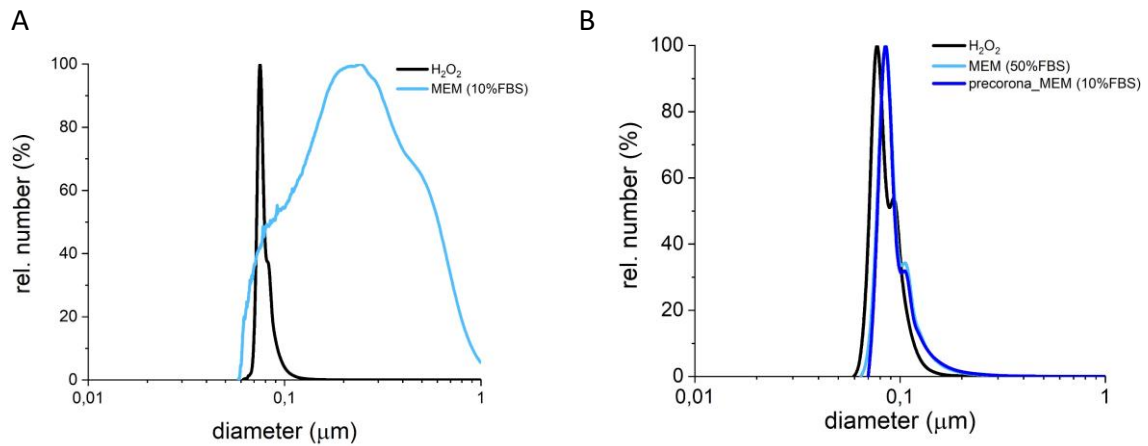 A
H₂O₂
MEM (10%FBS)
100
80
60
40
20
0
rel. number (%)
0,01
0,1
1
diameter (μm)
B
H₂O₂
MEM (50%FBS)
precorona_MEM (10%FBS)
100
80
60
40
20
0
rel. number (%)
0,01
0,1
1
diameter (μm)